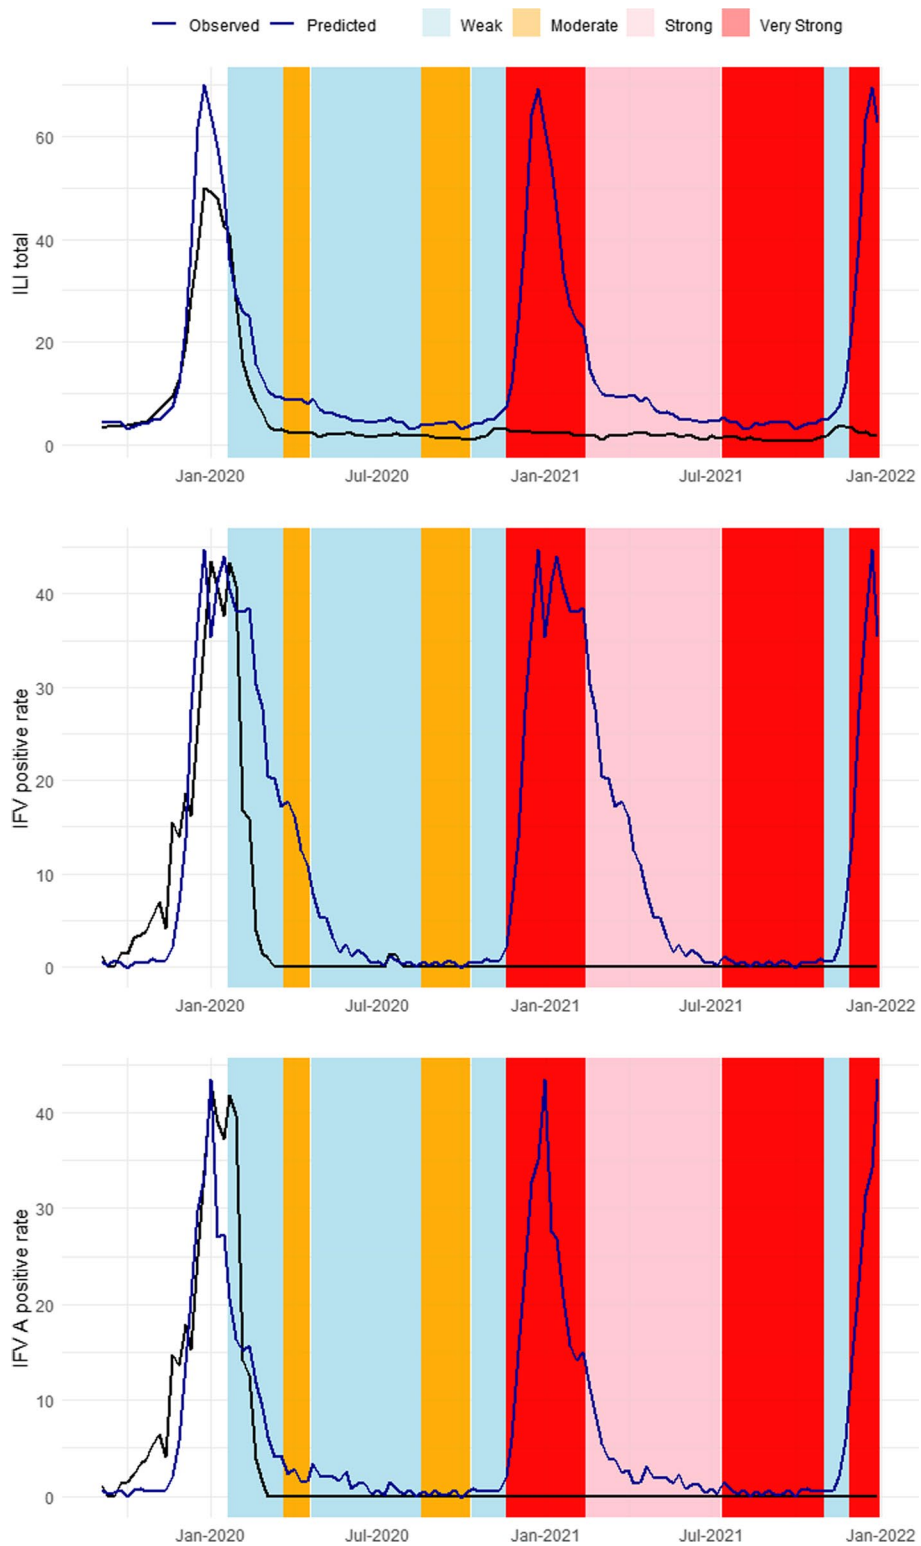 Observed Predicted Weak Moderate Strong Very Strong
ILI total
60
40
20
0
Jan-2020 Jul-2020 Jan-2021 Jul-2021 Jan-2022
IFV positive rate
40
30
20
10
0
Jan-2020 Jul-2020 Jan-2021 Jul-2021 Jan-2022
IFV A positive rate
40
30
20
10
0
Jan-2020 Jul-2020 Jan-2021 Jul-2021 Jan-2022